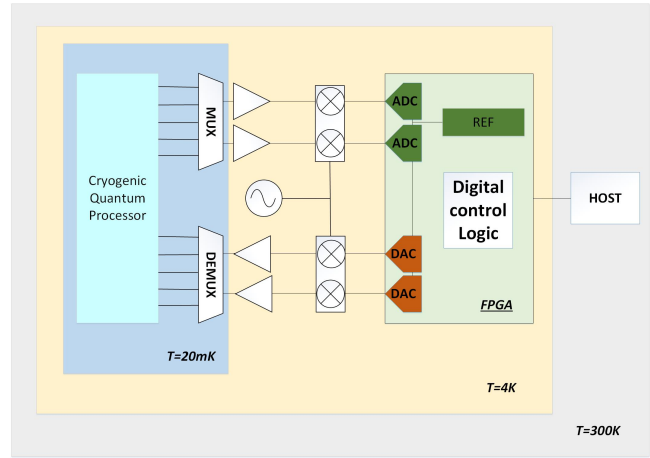 MUX
ADC
REF
ADC
Cryogenic
Quantum
Processor
Digital
control
Logic
HOST
DEMUX
DAC
DAC
FPGA
T=20mK
T=4K
T=300K